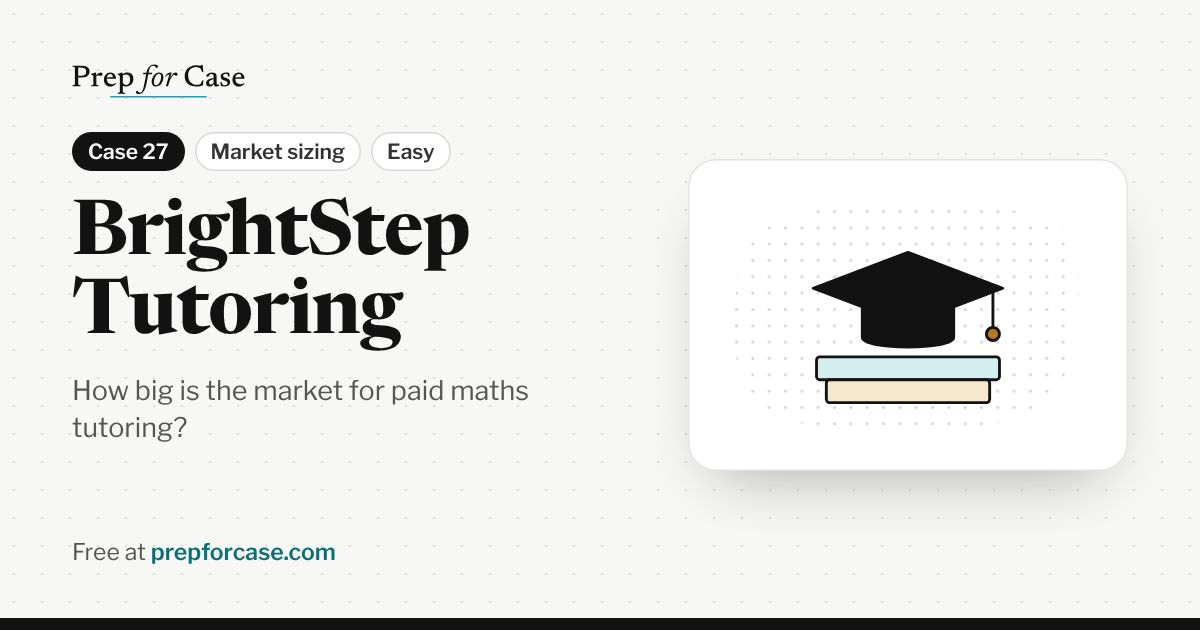 Prep for Case
Case 27 Market sizing Easy
BrightStep
Tutoring
How big is the market for paid maths
tutoring?
Free at prepforcase.com